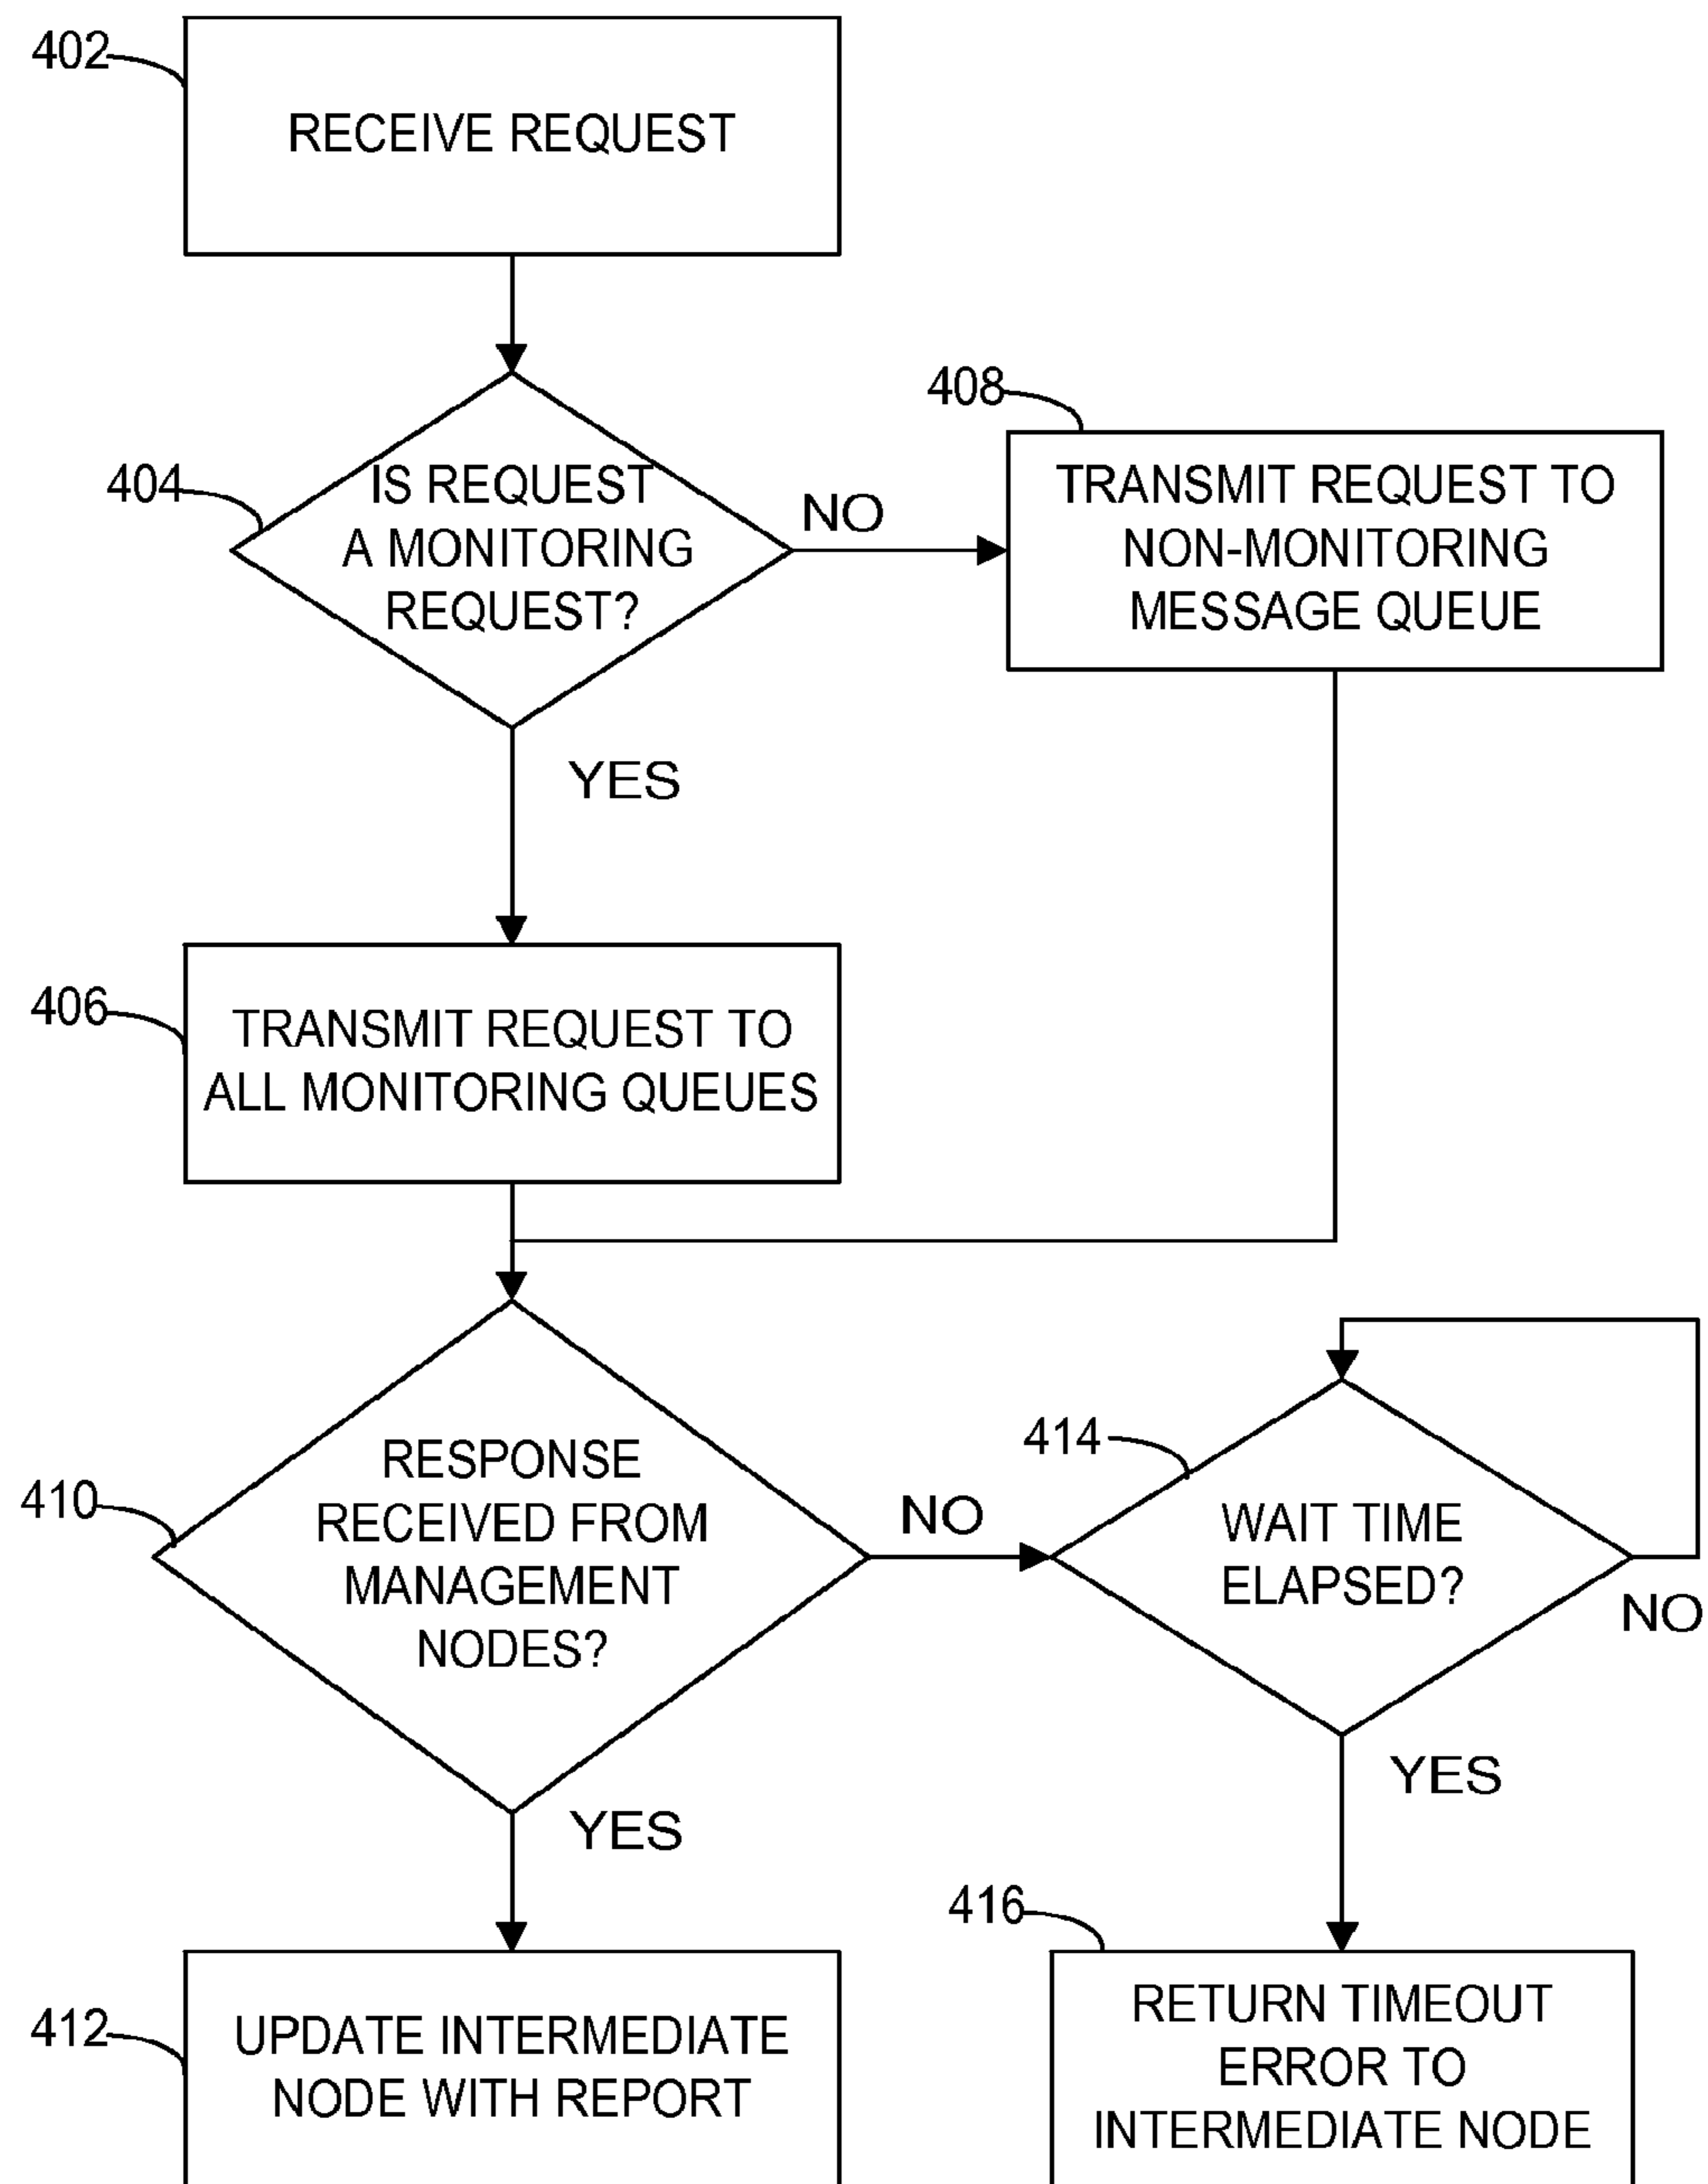 402
RECEIVE REQUEST
404
IS REQUEST
A MONITORING
REQUEST?
NO
408
TRANSMIT REQUEST TO
NON-MONITORING
MESSAGE QUEUE
YES
406
TRANSMIT REQUEST TO
ALL MONITORING QUEUES
410
RESPONSE
RECEIVED FROM
MANAGEMENT
NODES?
NO
414
WAIT TIME
ELAPSED?
NO
YES
YES
412
UPDATE INTERMEDIATE
NODE WITH REPORT
416
RETURN TIMEOUT
ERROR TO
INTERMEDIATE NODE